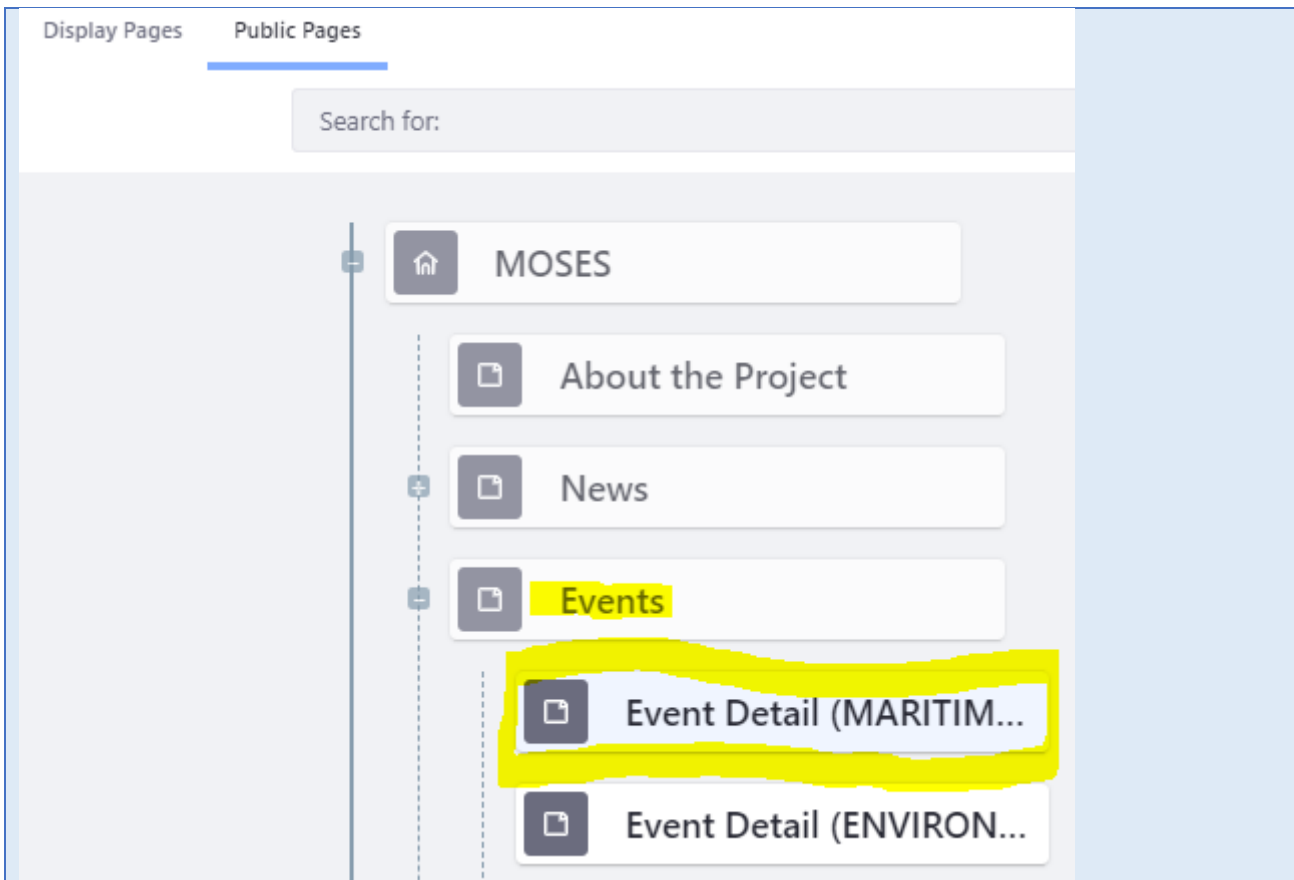 Display Pages Public Pages
Search for:
MOSES
About the Project
News
Events
Event Detail (MARITIM...
Event Detail (ENVIRON...